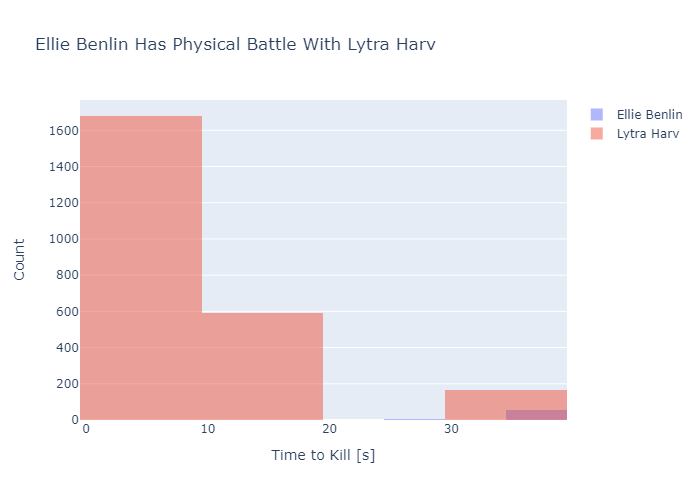 Ellie Benlin Has Physical Battle With Lytra Harv
Ellie Benlin
Lytra Harv
Count
1600
1400
1200
1000
800
600
400
200
0
0 10 20 30
Time to Kill [s]